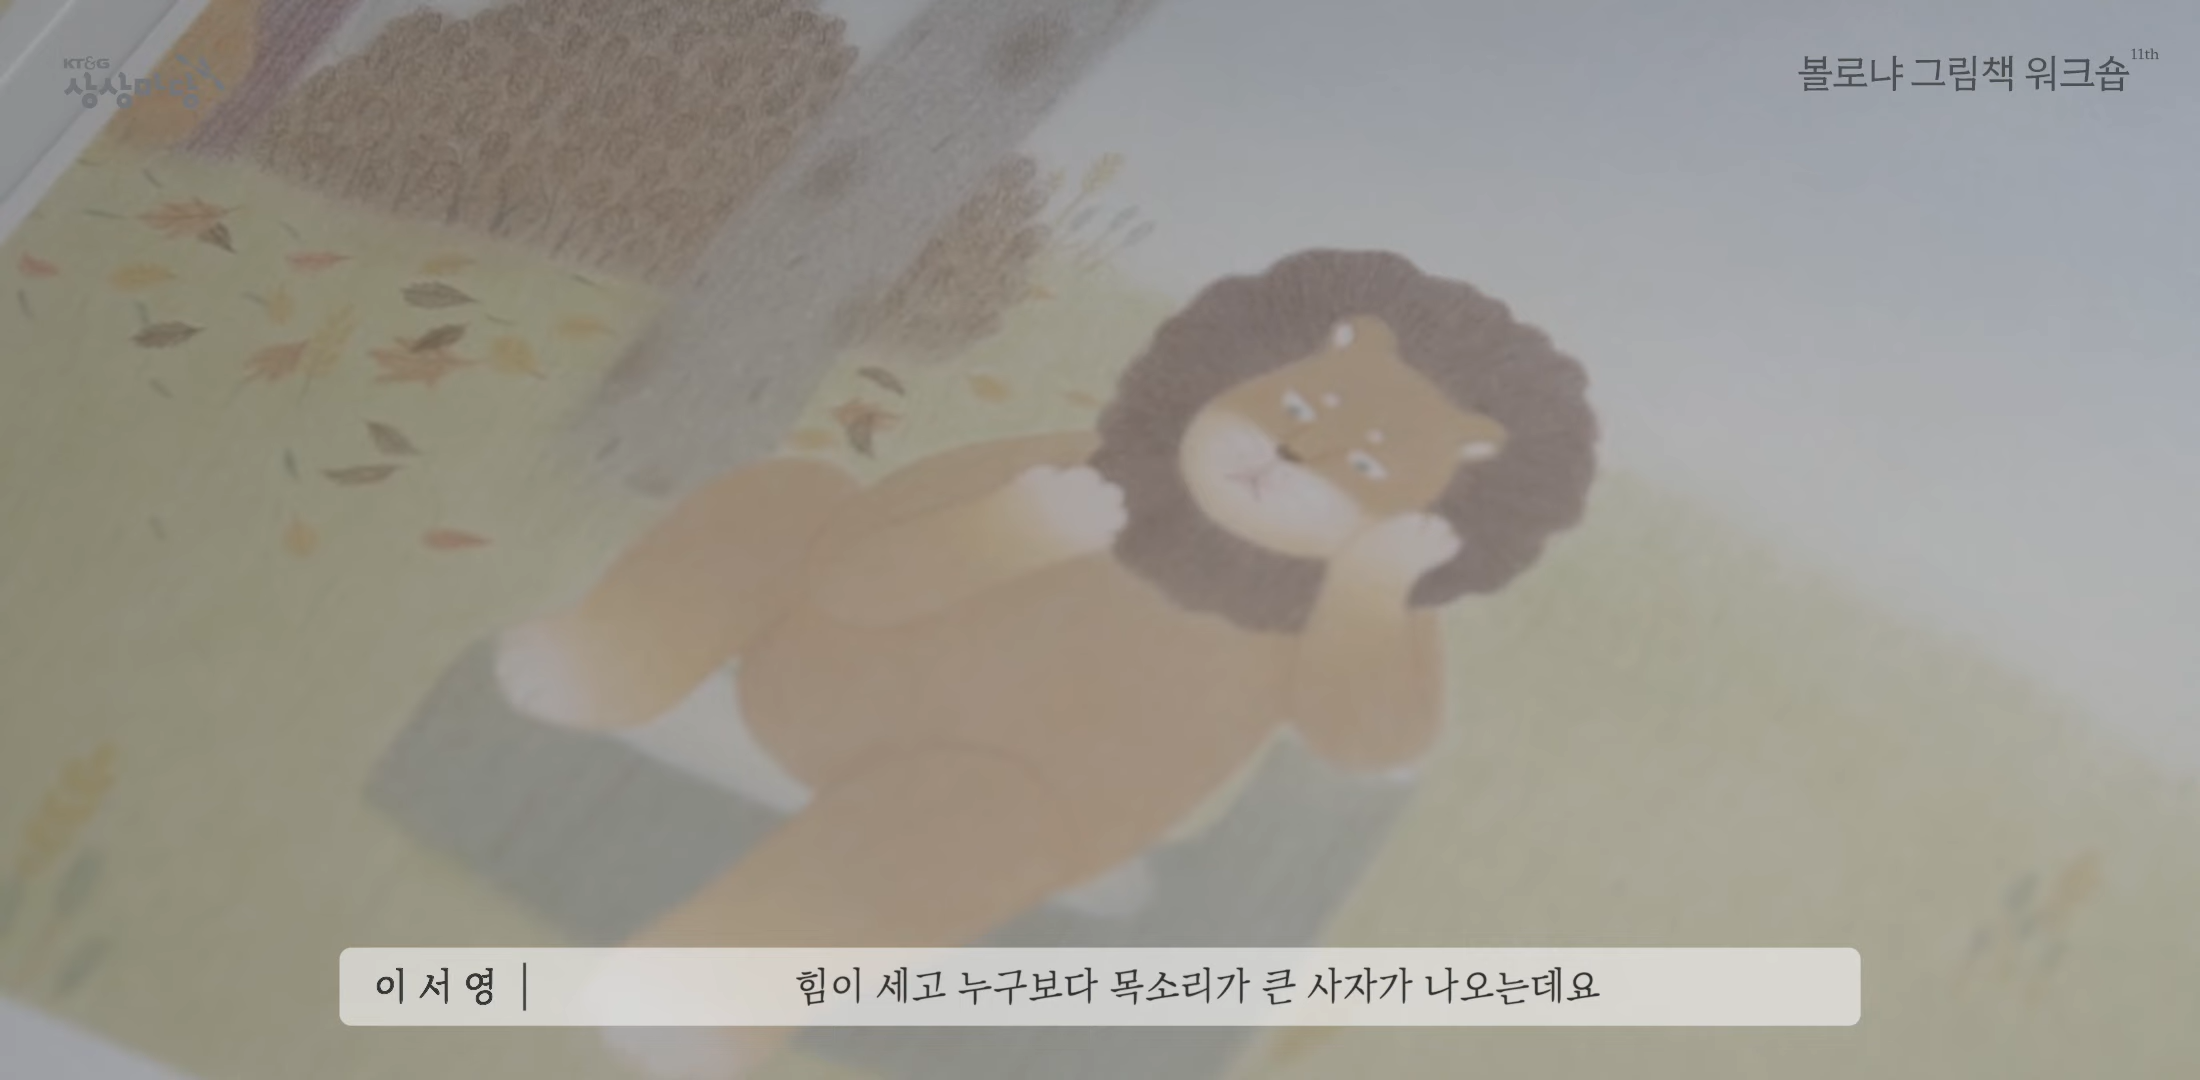 KT&G
상상마당
볼로냐 그림책 워크숍 11th
이서영 | 힘이 세고 누구보다 목소리가 큰 사자가 나오는데요